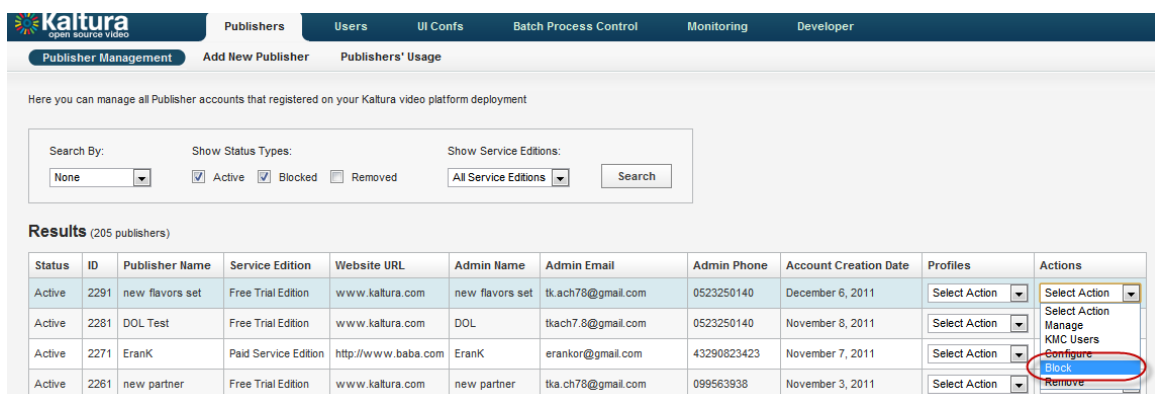 Kaltura
open source video
Publishers Users UI Confs Batch Process Control Monitoring Developer
Publisher Management Add New Publisher Publishers' Usage
Here you can manage all Publisher accounts that registered on your Kaltura video platform deployment
Search By: Show Status Types: Show Service Editions:
None Active Blocked Removed All Service Editions Search
Results (205 publishers)
Status ID Publisher Name Service Edition Website URL Admin Name Admin Email Admin Phone Account Creation Date Profiles Actions
Active 2291 new flavors set Free Trial Edition www.kaltura.com new flavors set tk.ach78@gmail.com 0523250140 December 6, 2011 Select Action Select Action
Select Action
Active 2281 DOL Test Free Trial Edition www.kaltura.com DOL tkach7.8@gmail.com 0523250140 November 8, 2011 Select Action Manage
KMC Users
Active 2271 EranK Paid Service Edition http://www.baba.com EranK erankor@gmail.com 43290823423 November 7, 2011 Select Action Configure
Block
Active 2261 new partner Free Trial Edition www.kaltura.com new partner tka.ch78@gmail.com 099563938 November 3, 2011 Select Action Remove